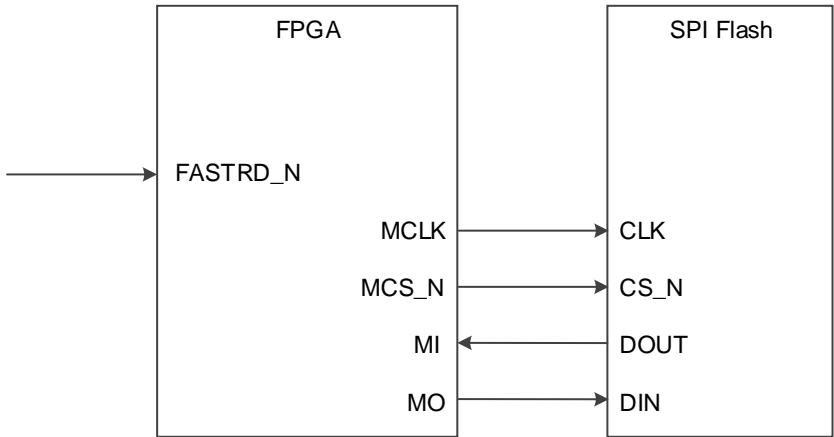 FPGA
SPI Flash
FASTRD_N
MCLK
CLK
MCS_N
CS_N
MI
DOUT
MO
DIN